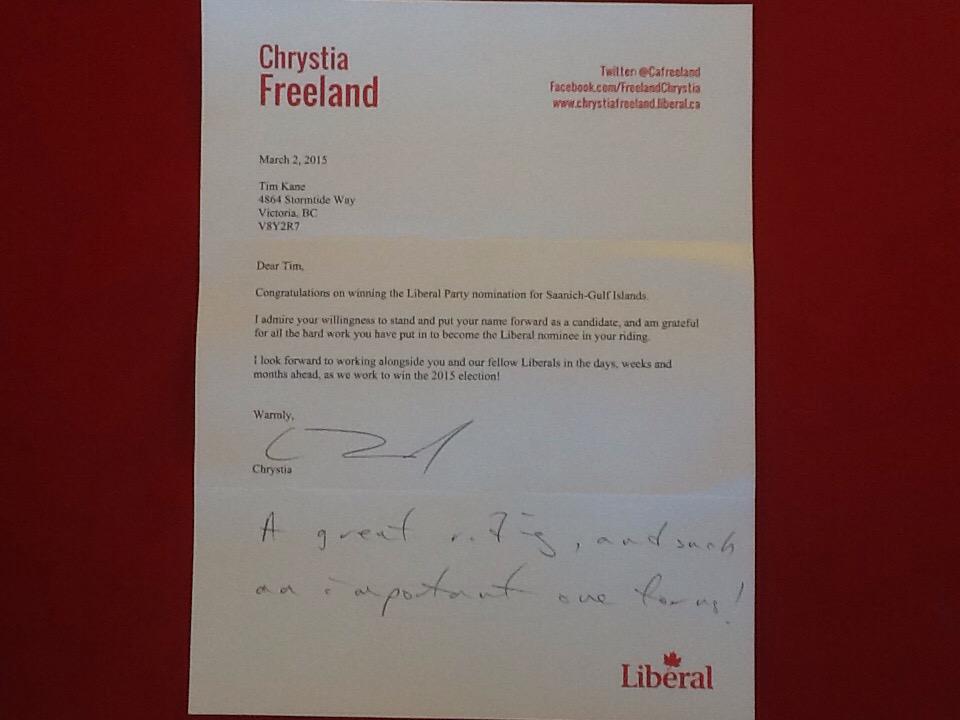 Chrystia
Freeland
Twitter: @Cafreeland
Facebook.com/FreelandChrystia
www.chrystiafreeland.liberal.ca
March 2, 2015
Tim Kane
4864 Stormtide Way
Victoria, BC
V8Y2R7
Dear Tim,
Congratulations on winning the Liberal Party nomination for Saanich-Gulf Islands.
I admire your willingness to stand and put your name forward as a candidate, and am grateful
for all the hard work you have put in to become the Liberal nominee in your riding.
I look forward to working alongside you and our fellow Liberals in the days, weeks and
months ahead, as we work to win the 2015 election!
Warmly,
Chrystia
A great riding, and such
an important one for us!
Liberal